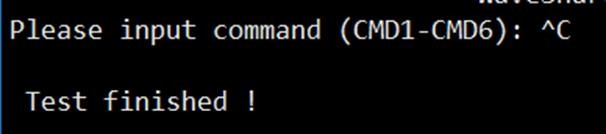 Please input command (CMD1-CMD6): ^C
Test finished !